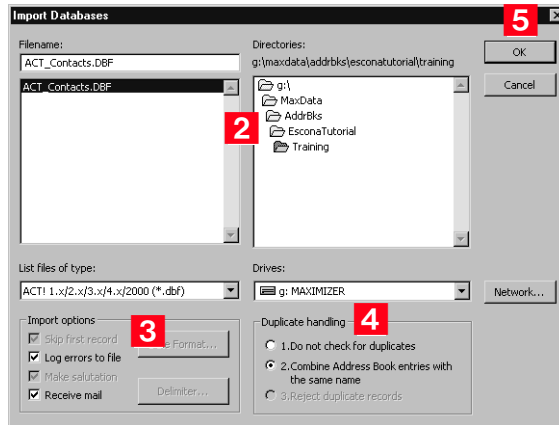 Import Databases
5
Filename:
ACT_Contacts.DBF
ACT_Contacts.DBF
Directories:
g:\maxdata\addrbks\esconatutorial\training
g:\
MaxData
AddrBks
EsconaTutorial
Training
2
OK
Cancel
List files of type:
ACT! 1.x/2.x/3.x/4.x/2000 (*.dbf)
Drives:
g: MAXIMIZER
Network...
Import options
3
Skip first record
Log errors to file
Make salutation
Receive mail
Format...
Delimiter...
Duplicate handling
4
1.Do not check for duplicates
2.Combine Address Book entries with
the same name
3.Reject duplicate records